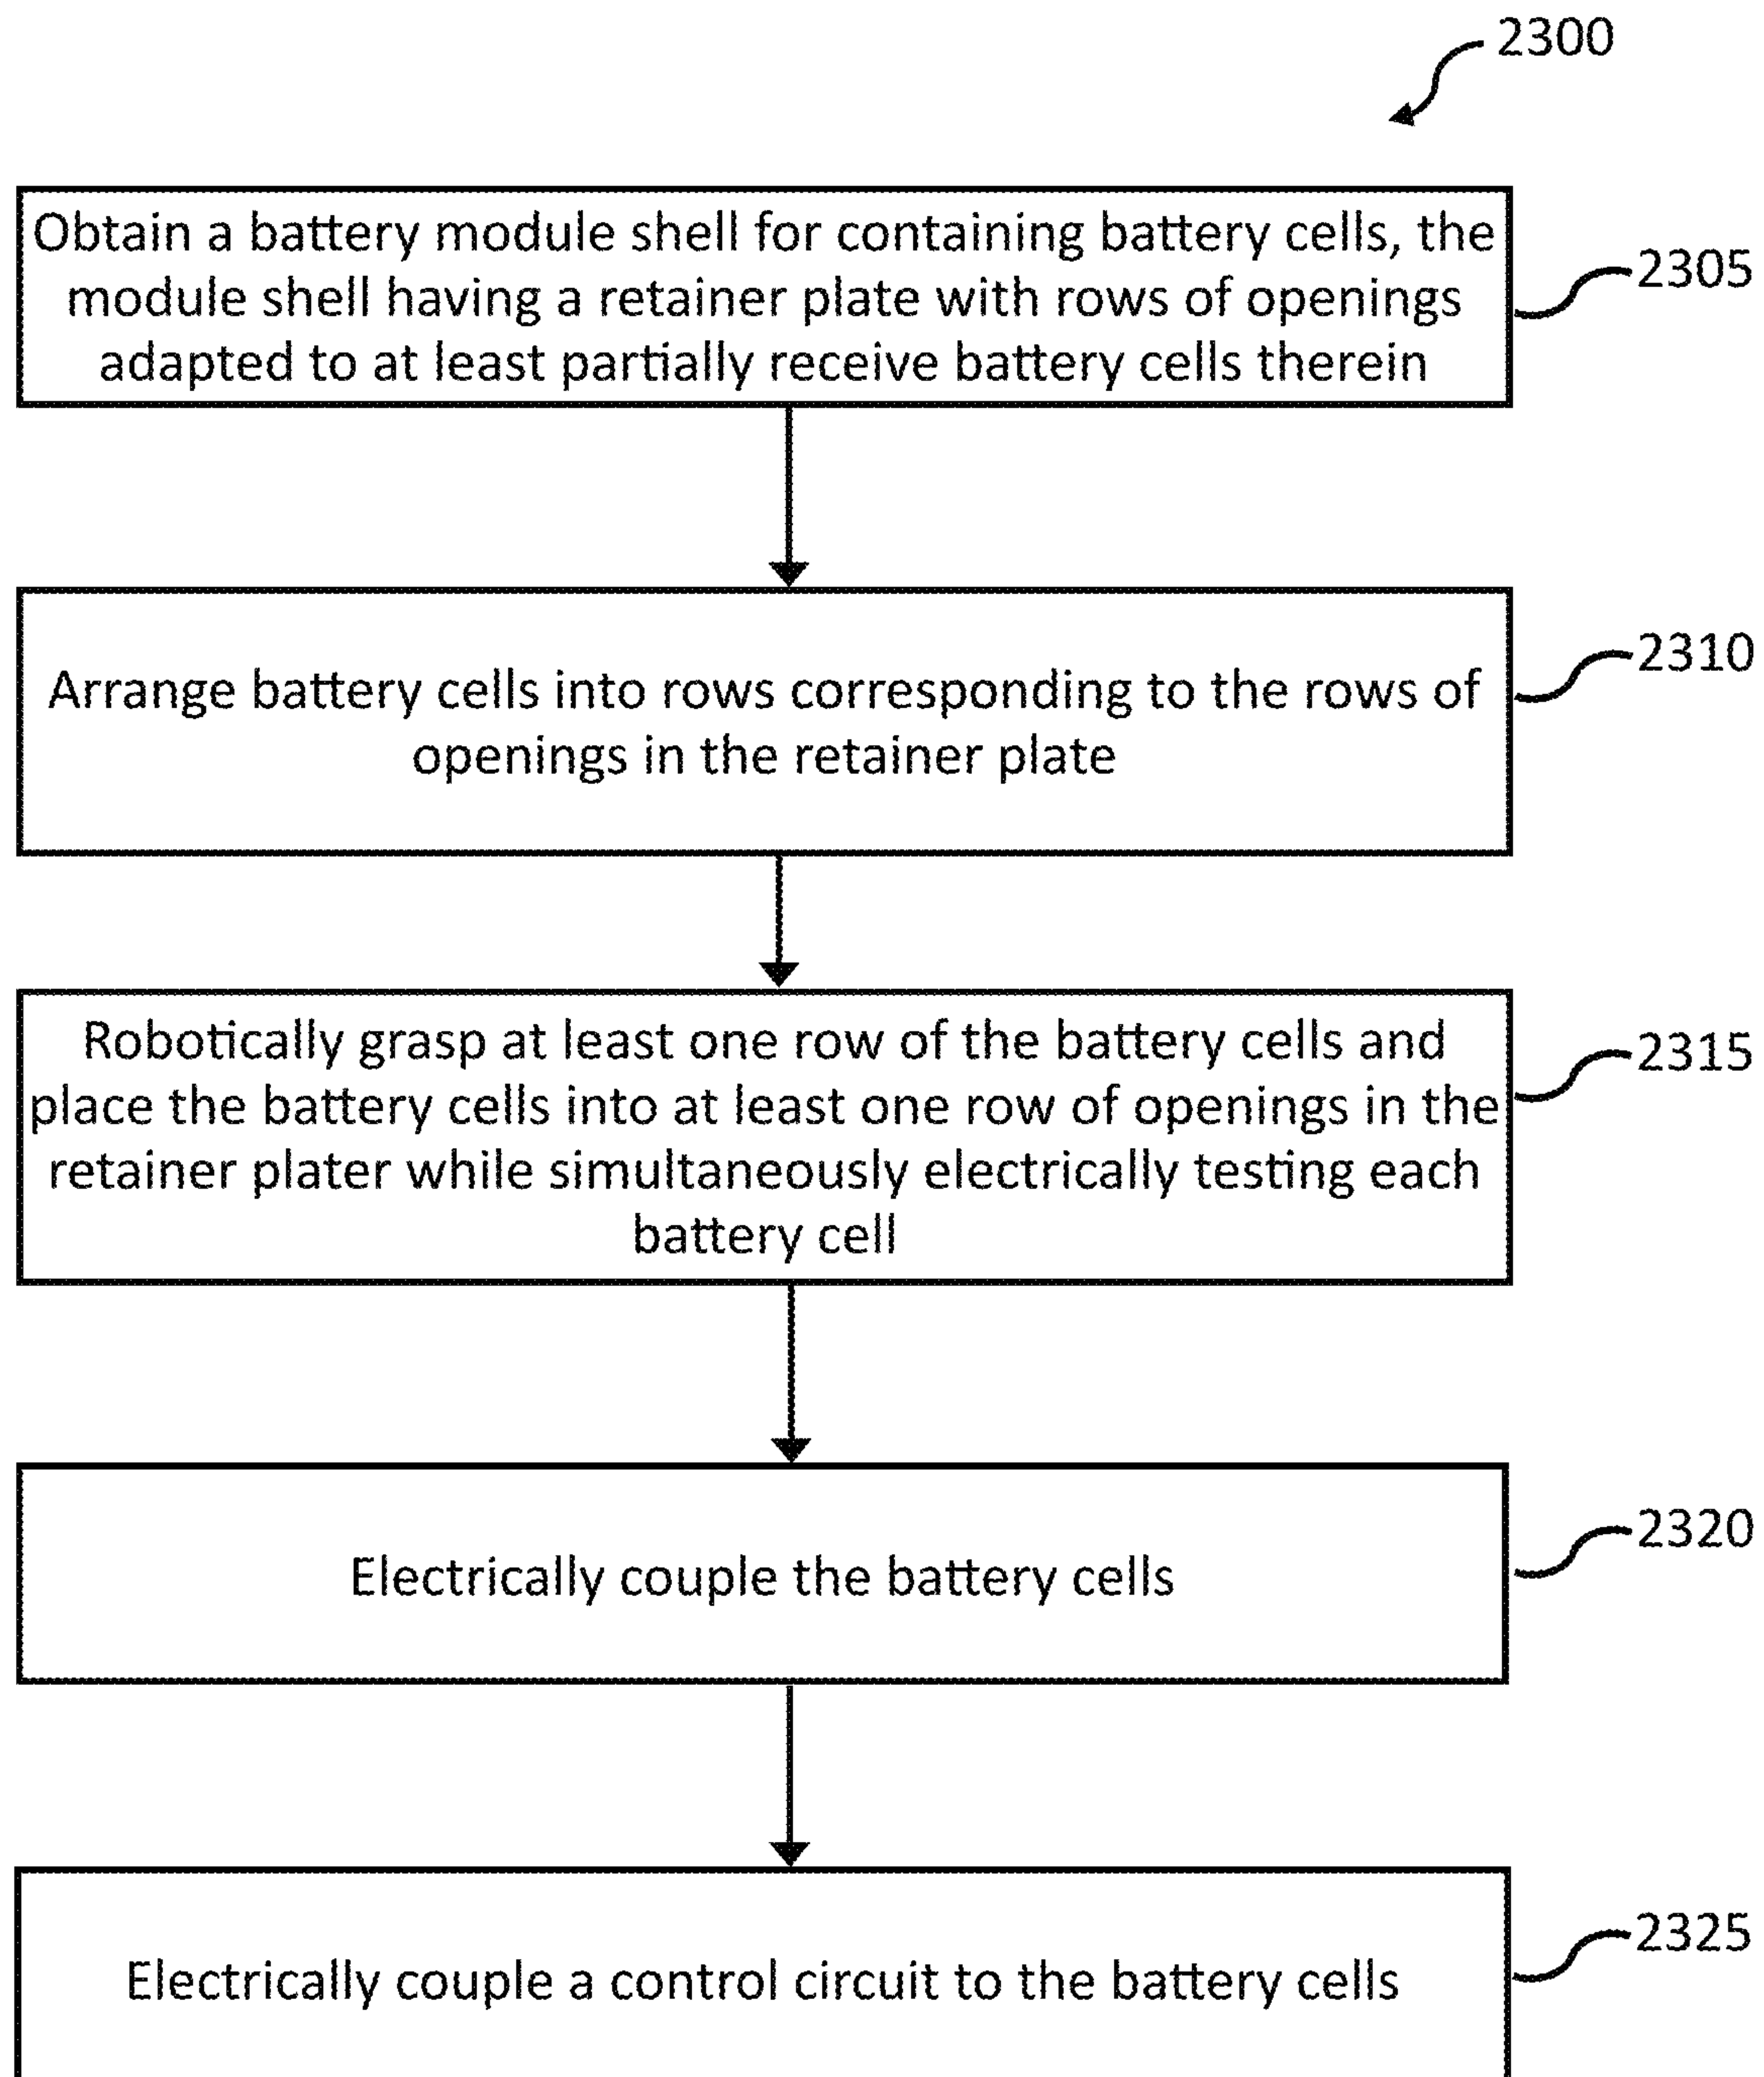 2300
Obtain a battery module shell for containing battery cells, the
module shell having a retainer plate with rows of openings
adapted to at least partially receive battery cells therein
2305
Arrange battery cells into rows corresponding to the rows of
openings in the retainer plate
2310
Robotically grasp at least one row of the battery cells and
place the battery cells into at least one row of openings in the
retainer plater while simultaneously electrically testing each
battery cell
2315
Electrically couple the battery cells
2320
Electrically couple a control circuit to the battery cells
2325